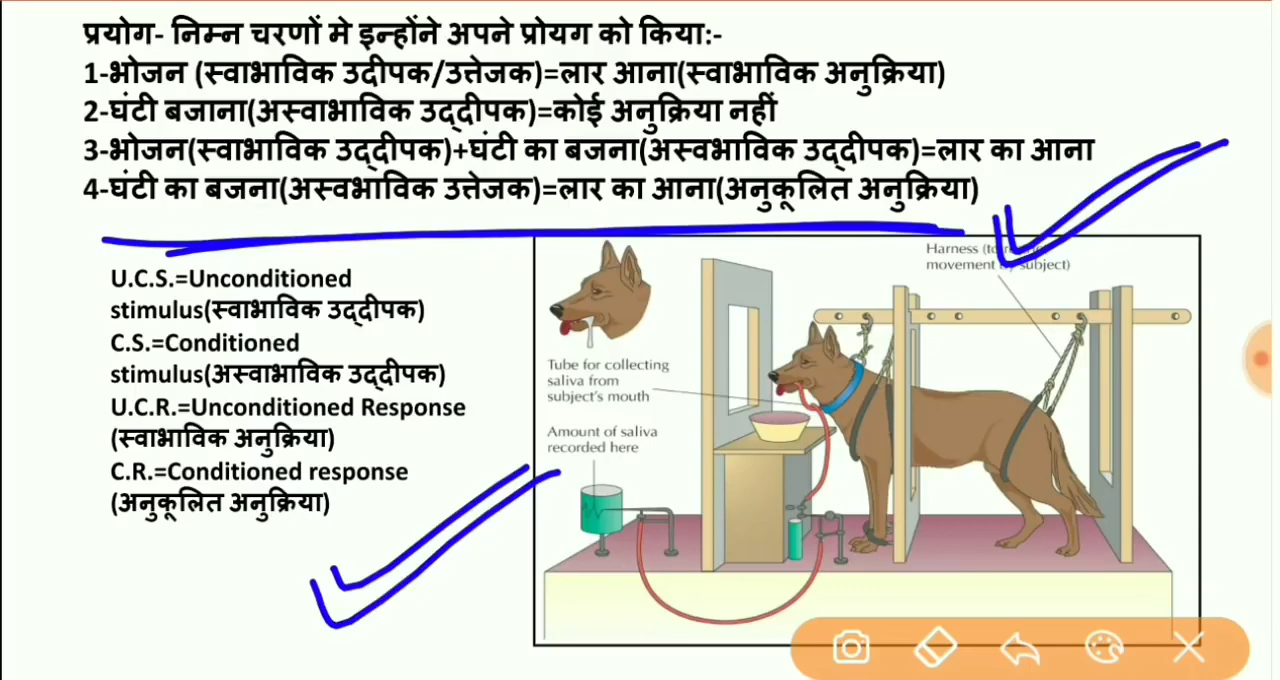 प्रयोग- निम्न चरणों मे इन्होंने अपने प्रोयग को किया:-
1-भोजन (स्वाभाविक उदीपक/उत्तेजक)=लार आना(स्वाभाविक अनुक्रिया)
2-घंटी बजाना(अस्वाभाविक उद्दीपक)=कोई अनुक्रिया नहीं
3-भोजन(स्वाभाविक उद्दीपक)+घंटी का बजना(अस्वभाविक उद्दीपक)=लार का आना
4-घंटी का बजना(अस्वभाविक उत्तेजक)=लार का आना(अनुकूलित अनुक्रिया)
U.C.S.=Unconditioned
stimulus(स्वाभाविक उद्दीपक)
C.S.=Conditioned
stimulus(अस्वाभाविक उद्दीपक)
U.C.R.=Unconditioned Response
(स्वाभाविक अनुक्रिया)
C.R.=Conditioned response
(अनुकूलित अनुक्रिया)
Harness (to
movement subject)
Tube for collecting
saliva from
subject's mouth
Amount of saliva
recorded here